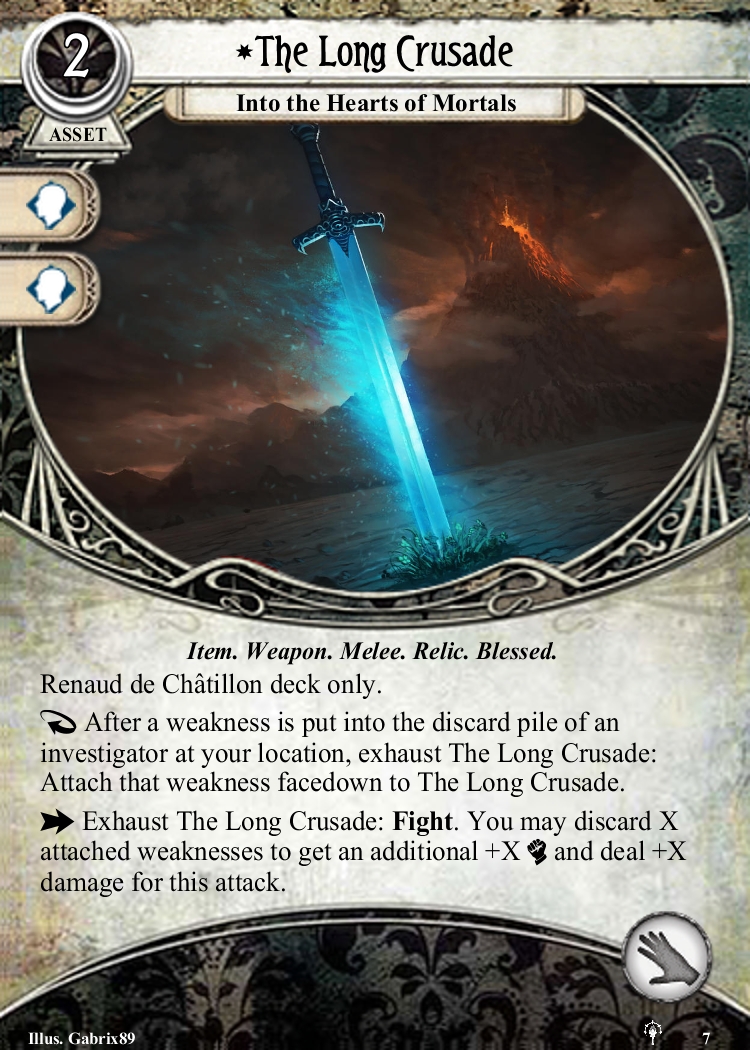 2
*The Long Crusade
Into the Hearts of Mortals
ASSET
Item. Weapon. Melee. Relic. Blessed.
Renaud de Châtillon deck only.
After a weakness is put into the discard pile of an
investigator at your location, exhaust The Long Crusade:
Attach that weakness facedown to The Long Crusade.
Exhaust The Long Crusade: Fight. You may discard X
attached weaknesses to get an additional +X and deal +X
damage for this attack.
Illus. Gabrix89
7